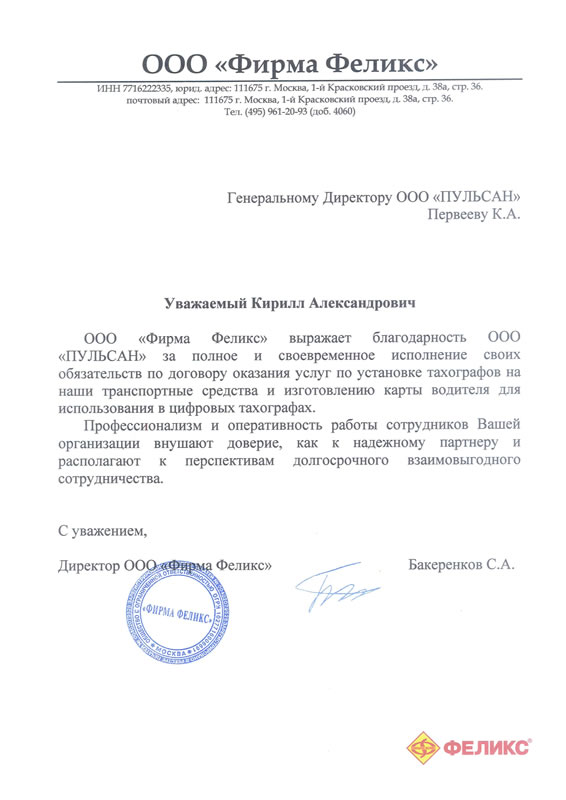 ООО «Фирма Феликс»
ИНН 7716222335, юрид. адрес: 111675 г. Москва, 1-й Красковский проезд, д. 38а, стр. 36.
почтовый адрес: 111675 г. Москва, 1-й Красковский проезд, д. 38а, стр. 36.
Тел. (495) 961-20-93 (доб. 4060)
Генеральному Директору ООО «ПУЛЬСАН»
Первееву К.А.
Уважаемый Кирилл Александрович
ООО «Фирма Феликс» выражает благодарность ООО
«ПУЛЬСАН» за полное и своевременное исполнение своих
обязательств по договору оказания услуг по установке тахографов на
наши транспортные средства и изготовлению карты водителя для
использования в цифровых тахографах.
Профессионализм и оперативность работы сотрудников Вашей
организации внушают доверие, как к надежному партнеру и
располагают к перспективам долгосрочного взаимовыгодного
сотрудничества.
С уважением,
Директор ООО «Фирма Феликс» Бакеренков С.А.
ОБЩЕСТВО С ОГРАНИЧЕННОЙ ОТВЕТСТВЕННОСТЬЮ
«ФИРМА ФЕЛИКС»
* МОСКВА *
ФЕЛИКС®